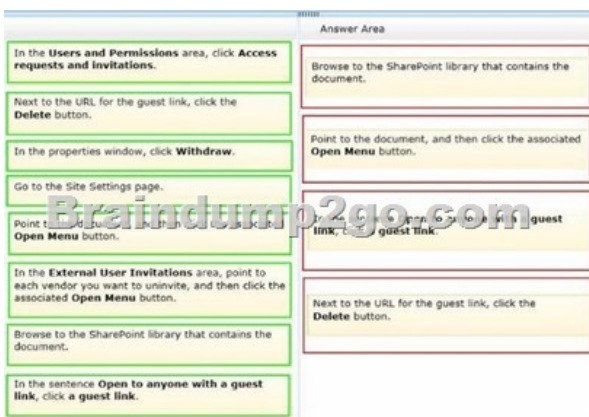 Answer Area
In the Users and Permissions area, click Access
requests and invitations.
Next to the URL for the guest link, click the
Delete button.
In the properties window, click Withdraw.
Go to the Site Settings page.
Point t
Open Menu button.
In the External User Invitations area, point to
each vendor you want to uninvite, and then click the
associated Open Menu button.
Browse to the SharePoint library that contains the
document.
In the sentence Open to anyone with a guest
link, click a guest link.
Browse to the SharePoint library that contains the
document.
Point to the document, and then click the associated
Open Menu button.
Open to anyone with a guest
link, a guest link.
Next to the URL for the guest link, click the
Delete button.
Braindump2go.com